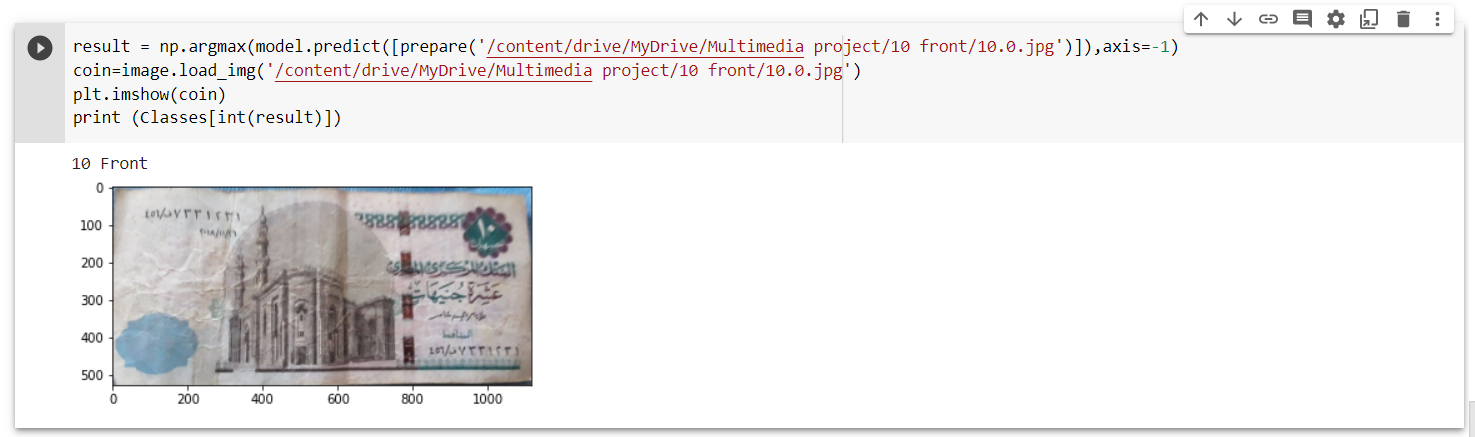 result = np.argmax(model.predict([prepare('/content/drive/MyDrive/Multimedia project/10 front/10.0.jpg')]),axis=-1)
coin=image.load_img('/content/drive/MyDrive/Multimedia project/10 front/10.0.jpg')
plt.imshow(coin)
print (Classes[int(result)])
10 Front
0
100
200
300
400
500
١٠
البنك المركزي المصري
عشرة جنيهات
المحافظ
0 200 400 600 800 1000